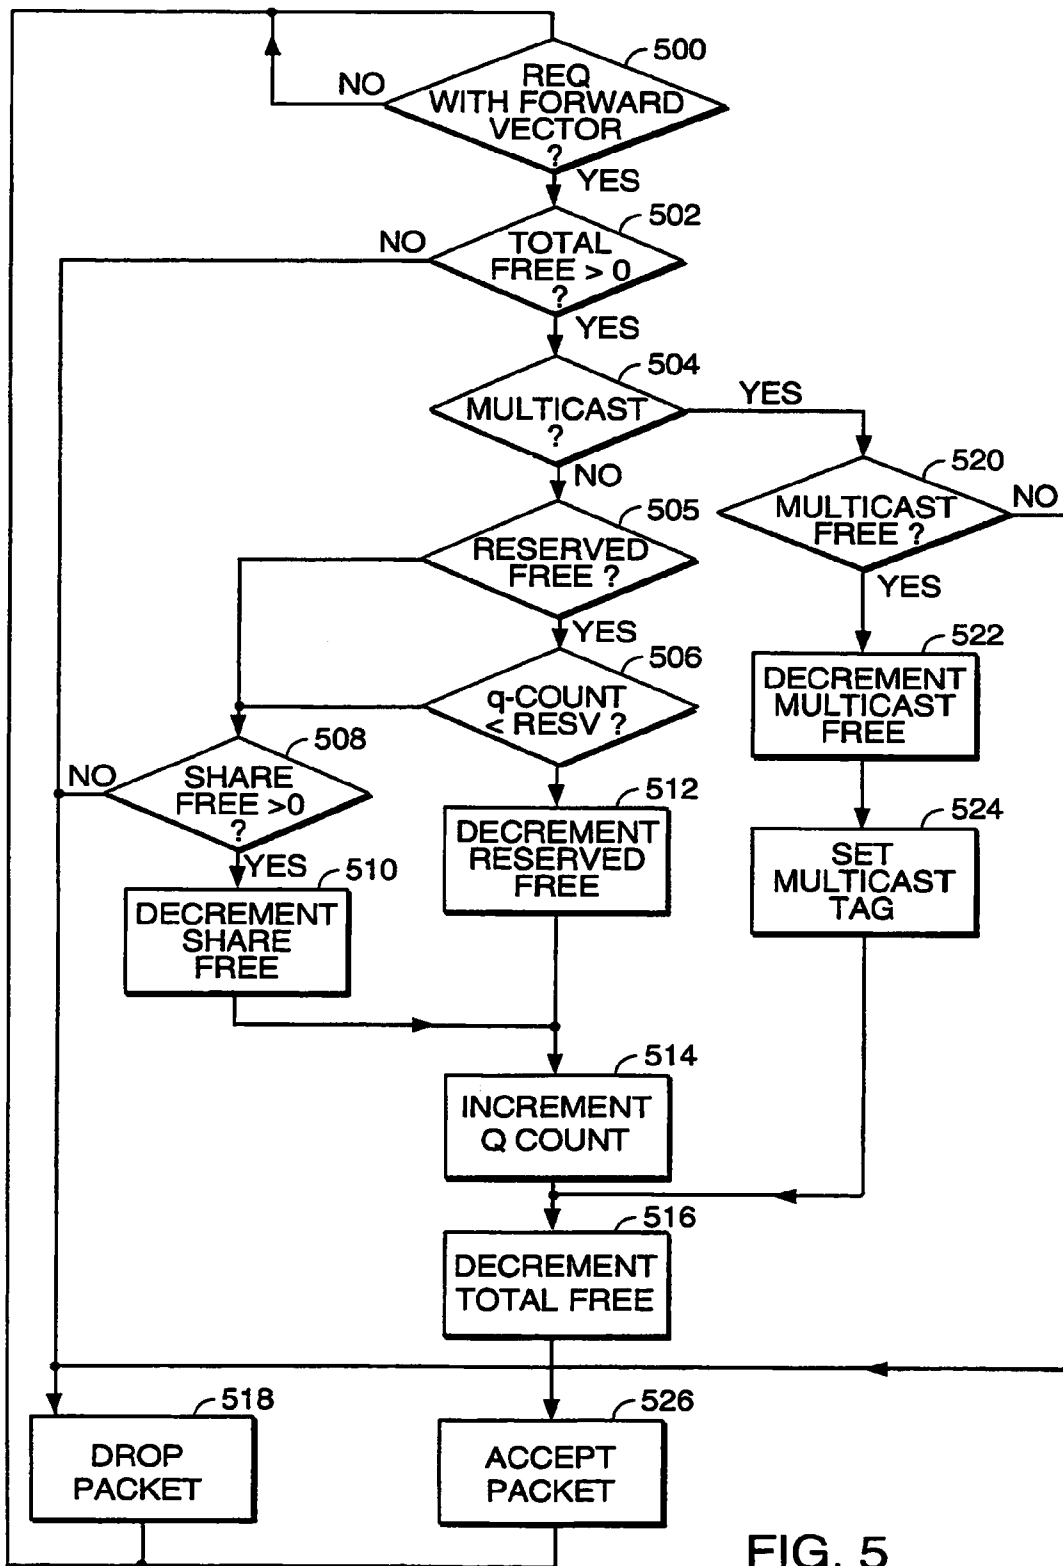 500
REQ
WITH FORWARD
VECTOR
?
NO
YES
502
TOTAL
FREE > 0
?
NO
YES
504
MULTICAST
?
YES
NO
520
MULTICAST
FREE ?
NO
YES
505
RESERVED
FREE ?
YES
506
q-COUNT
< RESV ?
522
DECREMENT
MULTICAST
FREE
508
SHARE
FREE >0
?
NO
YES
512
DECREMENT
RESERVED
FREE
524
SET
MULTICAST
TAG
510
DECREMENT
SHARE
FREE
514
INCREMENT
Q COUNT
516
DECREMENT
TOTAL FREE
518
DROP
PACKET
526
ACCEPT
PACKET
FIG. 5